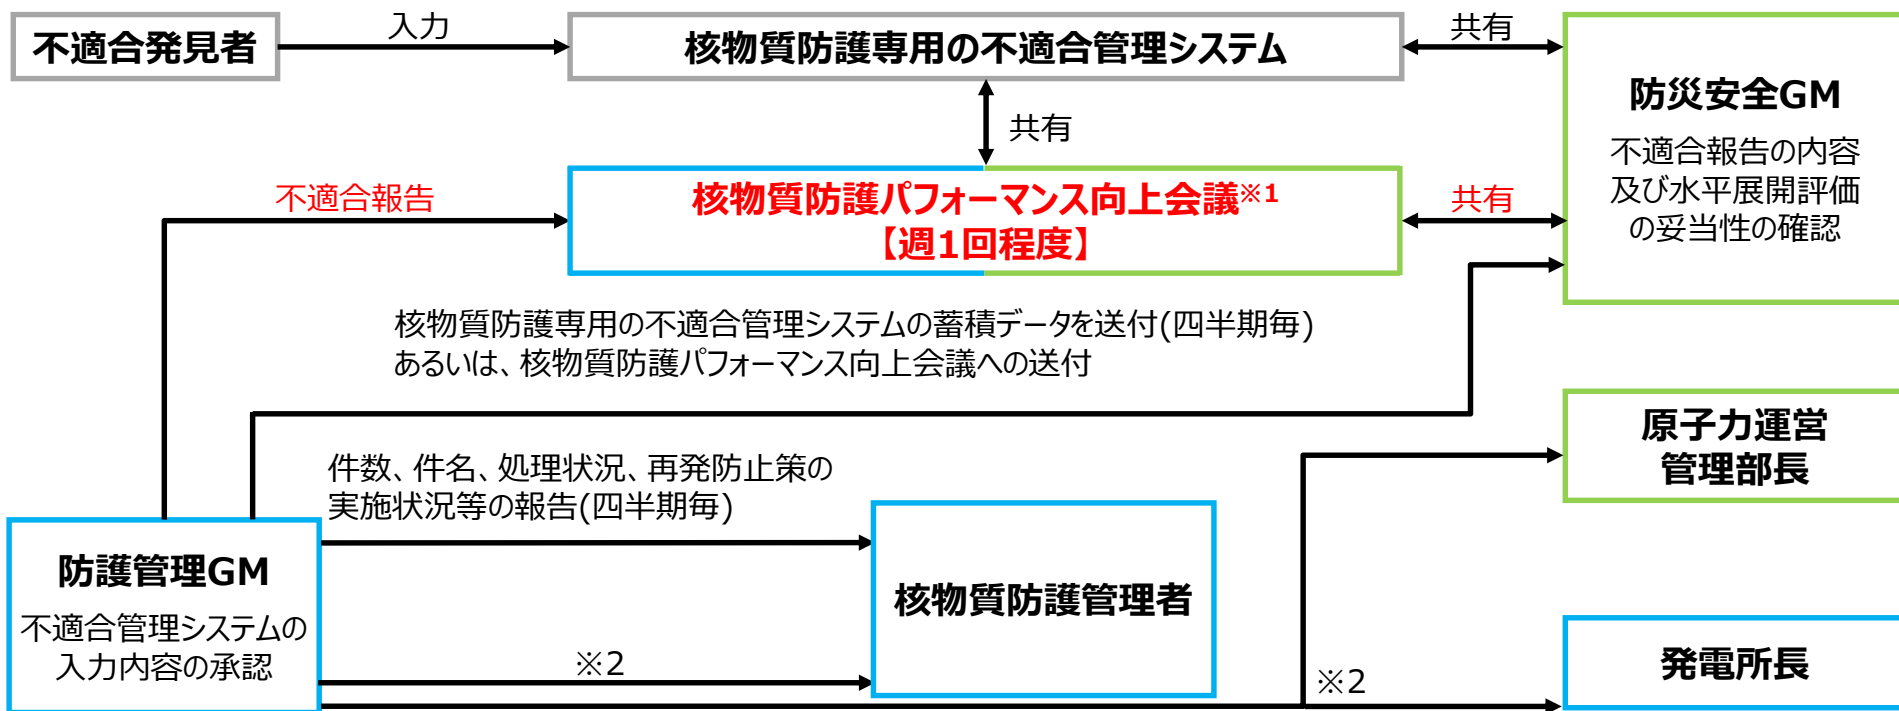 不適合発見者
入力
核物質防護専用の不適合管理システム
共有
防災安全GM
不適合報告の内容
及び水平展開評価
の妥当性の確認
共有
不適合報告
核物質防護パフォーマンス向上会議※1
【週1回程度】
共有
核物質防護専用の不適合管理システムの蓄積データを送付(四半期毎)
あるいは、核物質防護パフォーマンス向上会議への送付
原子力運営
管理部長
件数、件名、処理状況、再発防止策の
実施状況等の報告(四半期毎)
防護管理GM
不適合管理システムの
入力内容の承認
核物質防護管理者
※2
※2
発電所長